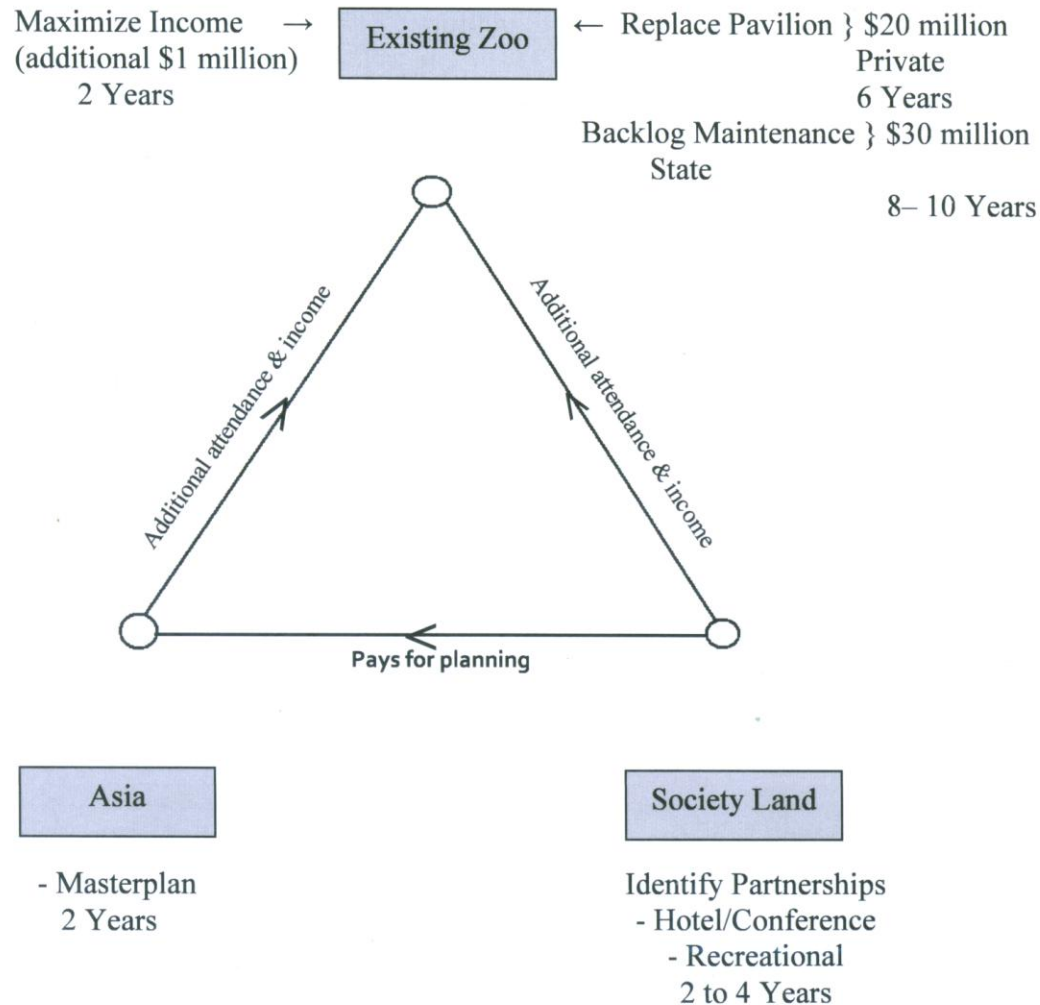 Maximize Income →
(additional $1 million)
2 Years
Existing Zoo
← Replace Pavilion } $20 million
Private
6 Years
Backlog Maintenance } $30 million
State
8– 10 Years
Additional attendance & income
Additional attendance & income
Pays for planning
Asia
- Masterplan
2 Years
Society Land
Identify Partnerships
- Hotel/Conference
- Recreational
2 to 4 Years